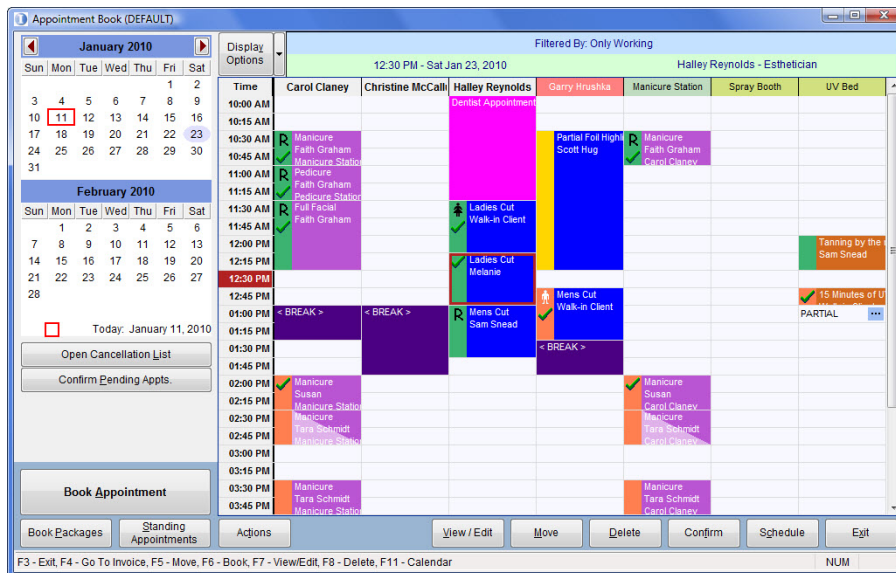 Appointment Book (DEFAULT)
January 2010
Sun Mon Tue Wed Thu Fri Sat
1 2
3 4 5 6 7 8 9
10 11 12 13 14 15 16
17 18 19 20 21 22 23
24 25 26 27 28 29 30
31
February 2010
Sun Mon Tue Wed Thu Fri Sat
1 2 3 4 5 6
7 8 9 10 11 12 13
14 15 16 17 18 19 20
21 22 23 24 25 26 27
28
Today: January 11, 2010
Open Cancellation List
Confirm Pending Appts.
Book Appointment
Book Packages
Standing
Appointments
Display
Options
Filtered By: Only Working
12:30 PM - Sat Jan 23, 2010
Halley Reynolds - Esthetician
Time Carol Claney Christine McCall Halley Reynolds Garry Hrushka Manicure Station Spray Booth UV Bed
10:00 AM
10:15 AM
10:30 AM
10:45 AM
11:00 AM
11:15 AM
11:30 AM
11:45 AM
12:00 PM
12:15 PM
12:30 PM
12:45 PM
01:00 PM
01:15 PM
01:30 PM
01:45 PM
02:00 PM
02:15 PM
02:30 PM
02:45 PM
03:00 PM
03:15 PM
03:30 PM
03:45 PM
R Manicure
Faith Graham
Manicure Station
R Pedicure
Faith Graham
Pedicure Station
R Full Facial
Faith Graham
< BREAK >
Manicure
Susan
Manicure Station
Manicure
Tara Schmidt
Manicure Station
Manicure
Tara Schmidt
Manicure Station
< BREAK >
Dentist Appointment
Ladies Cut
Walk-in Client
Ladies Cut
Melanie
R Mens Cut
Sam Snead
Partial Foil Highl
Scott Hug
Mens Cut
Walk-in Client
< BREAK >
R Manicure
Faith Graham
Carol Claney
Manicure
Susan
Carol Claney
Manicure
Tara Schmidt
Carol Claney
Manicure
Tara Schmidt
Carol Claney
Tanning by the
Sam Snead
15 Minutes of U
PARTIAL ...
Actions
View / Edit
Move
Delete
Confirm
Schedule
Exit
F3 - Exit, F4 - Go To Invoice, F5 - Move, F6 - Book, F7 - View/Edit, F8 - Delete, F11 - Calendar
NUM